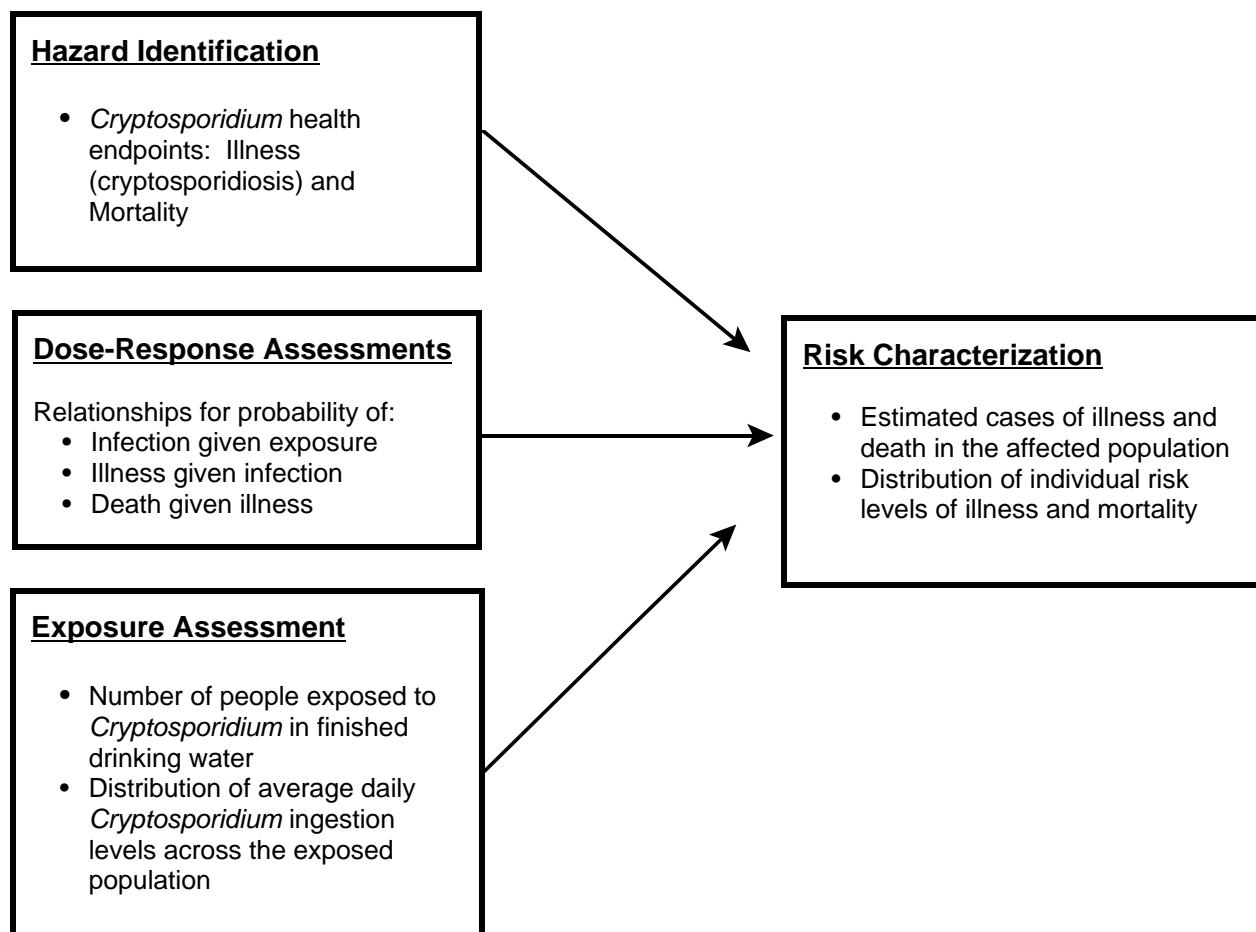 Hazard Identification
• Cryptosporidium health
endpoints:  Illness
(cryptosporidiosis) and
Mortality
Dose-Response Assessments
Relationships for probability of:
• Infection given exposure
• Illness given infection
• Death given illness
Exposure Assessment
• Number of people exposed to
Cryptosporidium in finished
drinking water
• Distribution of average daily
Cryptosporidium ingestion
levels across the exposed
population
Risk Characterization
• Estimated cases of illness and
death in the affected population
• Distribution of individual risk
levels of illness and mortality